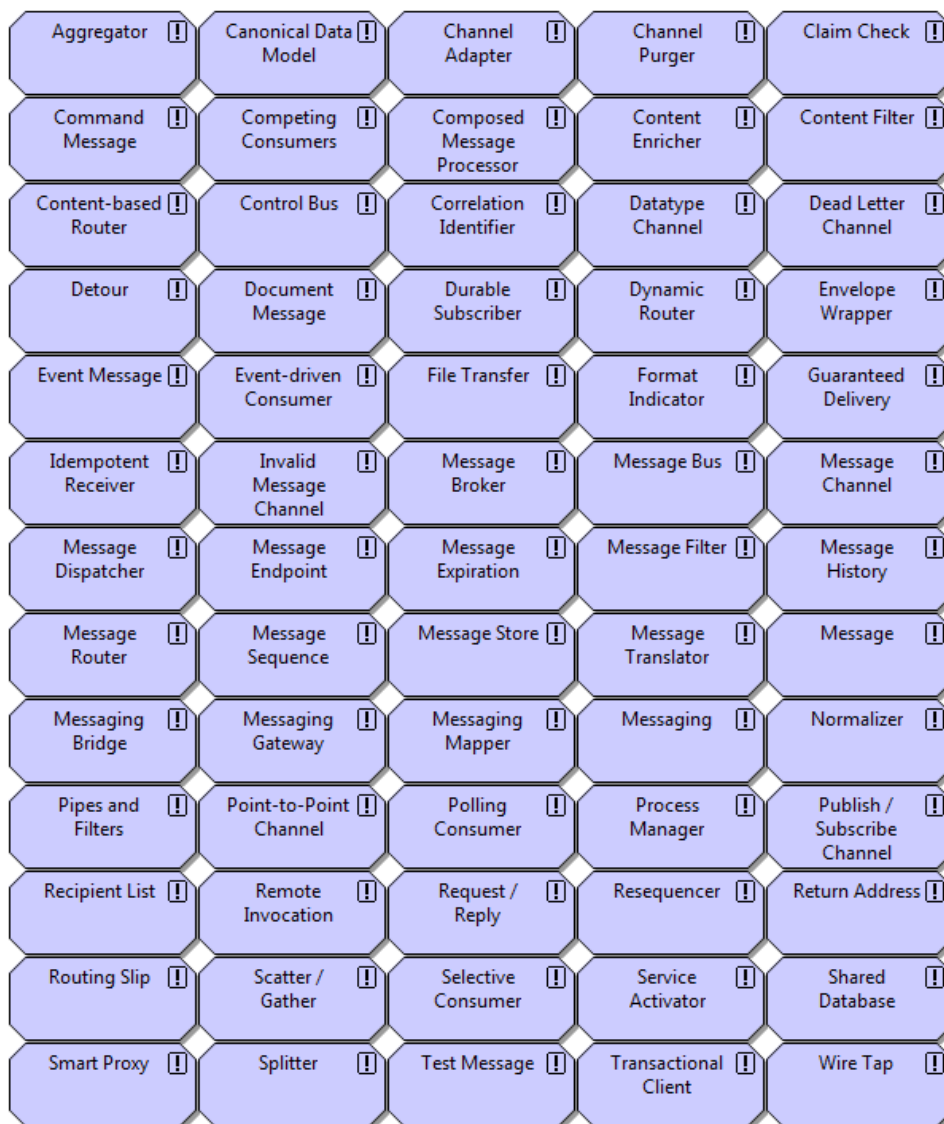 Aggregator
Canonical Data
Model
Channel
Adapter
Channel
Purger
Claim Check
Command
Message
Competing
Consumers
Composed
Message
Processor
Content
Enricher
Content Filter
Content-based
Router
Control Bus
Correlation
Identifier
Datatype
Channel
Dead Letter
Channel
Detour
Document
Message
Durable
Subscriber
Dynamic
Router
Envelope
Wrapper
Event Message
Event-driven
Consumer
File Transfer
Format
Indicator
Guaranteed
Delivery
Idempotent
Receiver
Invalid
Message
Channel
Message
Broker
Message Bus
Message
Channel
Message
Dispatcher
Message
Endpoint
Message
Expiration
Message Filter
Message
History
Message
Router
Message
Sequence
Message Store
Message
Translator
Message
Messaging
Bridge
Messaging
Gateway
Messaging
Mapper
Messaging
Normalizer
Pipes and
Filters
Point-to-Point
Channel
Polling
Consumer
Process
Manager
Publish /
Subscribe
Channel
Recipient List
Remote
Invocation
Request /
Reply
Resequencer
Return Address
Routing Slip
Scatter /
Gather
Selective
Consumer
Service
Activator
Shared
Database
Smart Proxy
Splitter
Test Message
Transactional
Client
Wire Tap